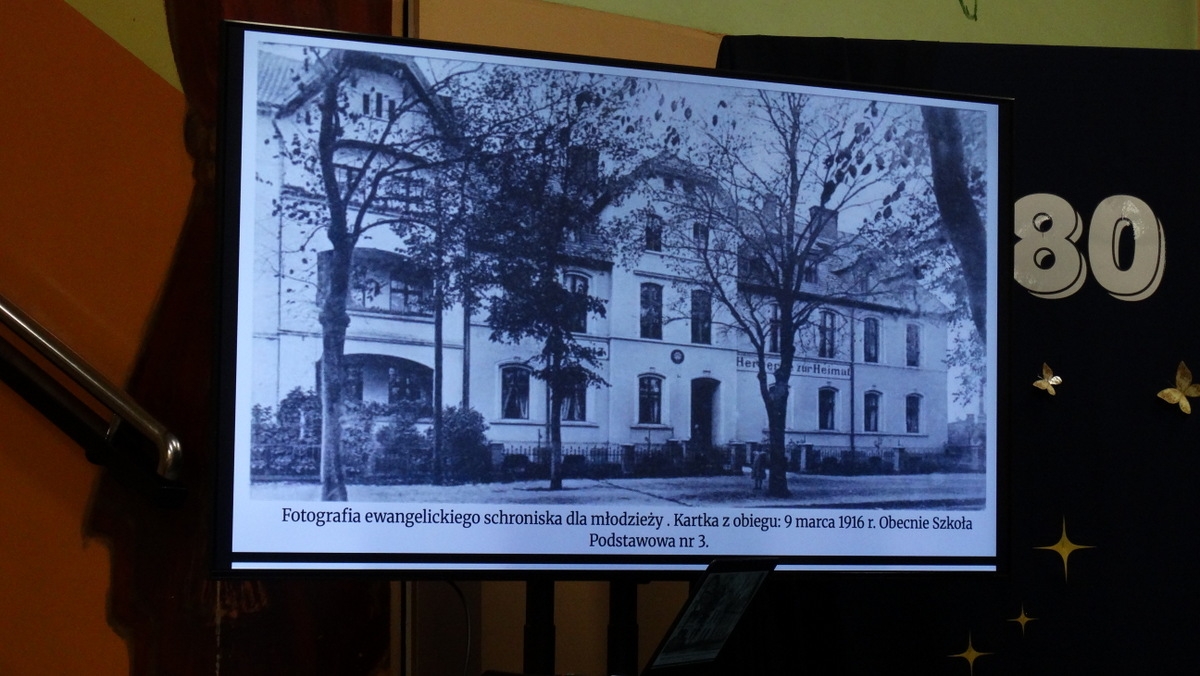 80
Herberge zur Heimat
Fotografia ewangelickiego schroniska dla młodzieży . Kartka z obiegu: 9 marca 1916 r. Obecnie Szkoła
Podstawowa nr 3.